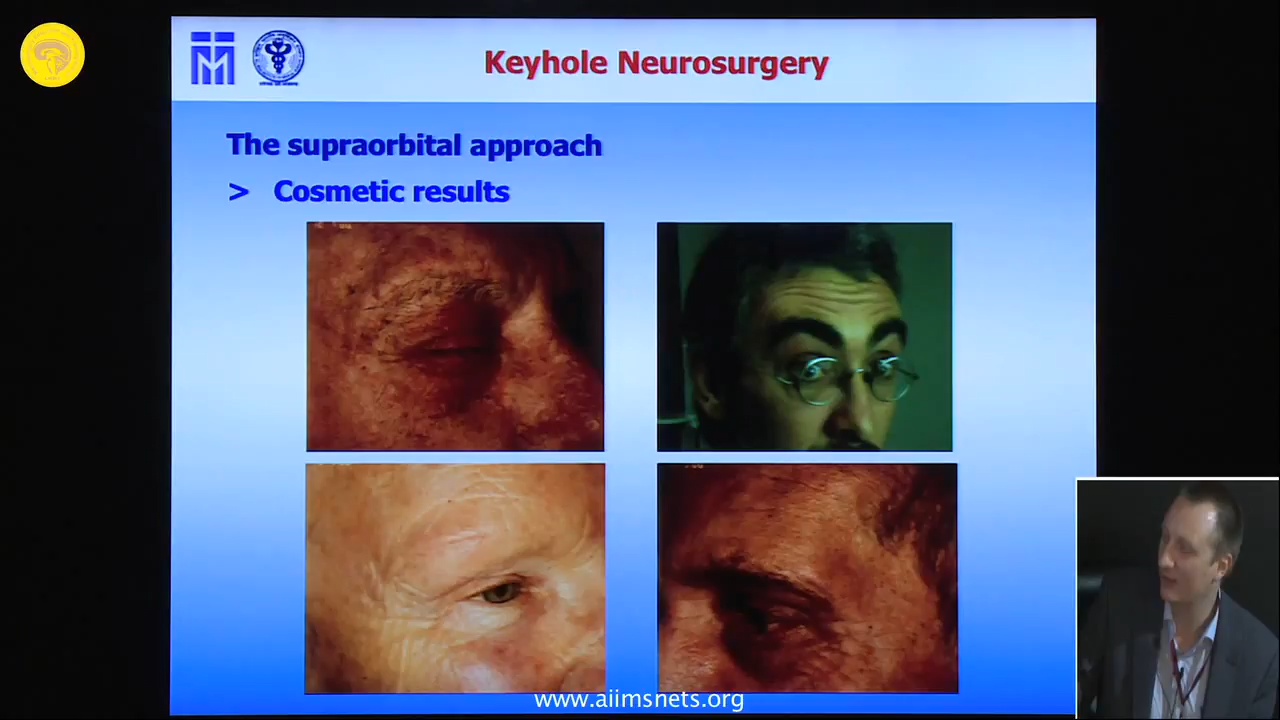 Keyhole Neurosurgery
The supraorbital approach
> Cosmetic results
www.aiimsnets.org